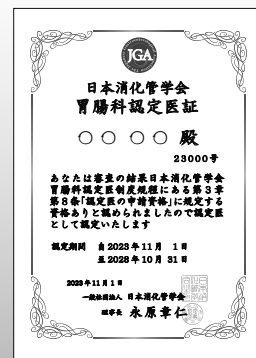 JGA
日本消化管学会
胃腸科認定医証
○○ ○○ 殿
23000号
あなたは審査の結果日本消化管学会
胃腸科認定医制度規程にある第3章
第8条「認定医の申請資格」に規定する
資格ありと認められましたので認定医
として認定いたします
認定期間 自2023年11月 1日
至2028年10月 31日
2023年11月1日
一般社団法人 日本消化管学会
理事長 永原章仁